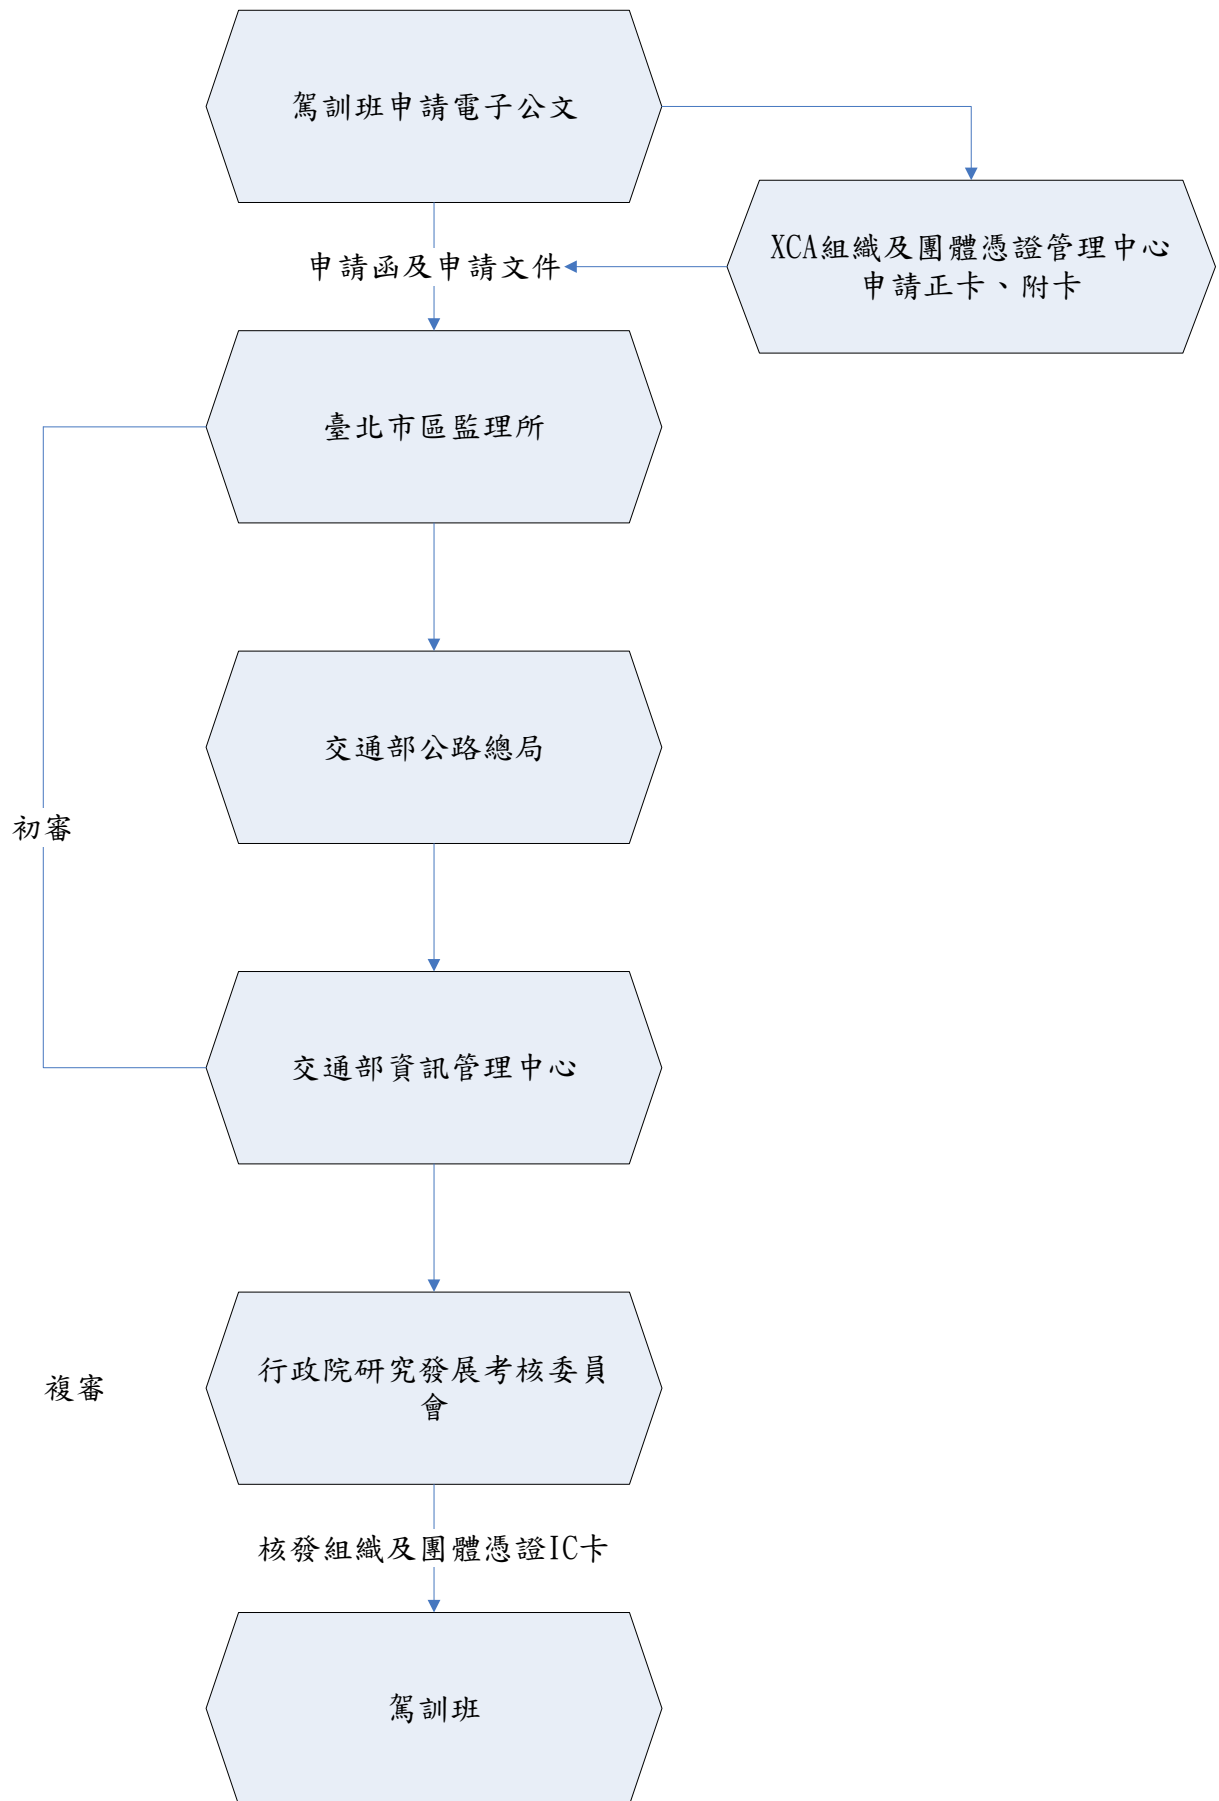 駕訓班申請電子公文
XCA組織及團體憑證管理中心
申請正卡、附卡
申請函及申請文件
臺北市區監理所
交通部公路總局
初審
交通部資訊管理中心
行政院研究發展考核委員
會
複審
核發組織及團體憑證IC卡
駕訓班